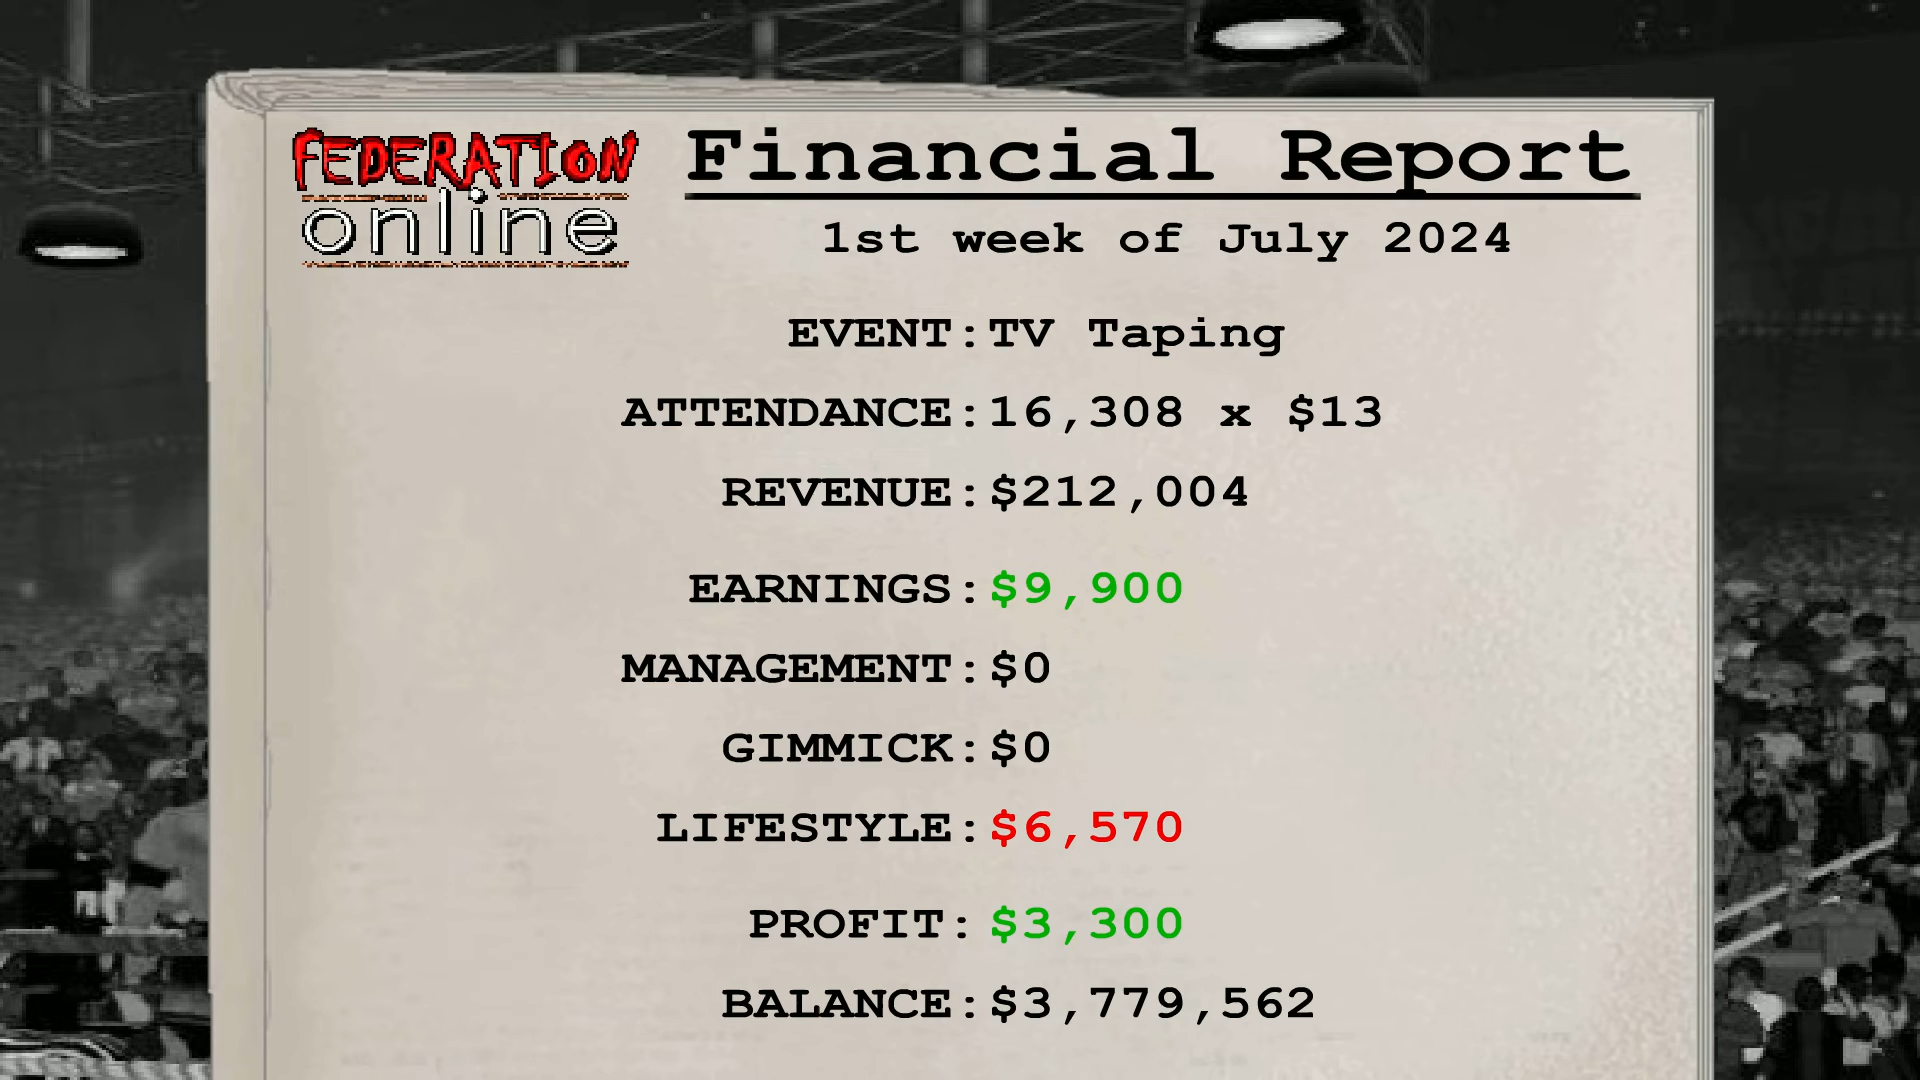 FEDERATION
online
Financial Report
1st week of July 2024
EVENT: TV Taping
ATTENDANCE: 16,308 x $13
REVENUE: $212,004
EARNINGS: $9,900
MANAGEMENT: $0
GIMMICK: $0
LIFESTYLE: $6,570
PROFIT: $3,300
BALANCE: $3,779,562